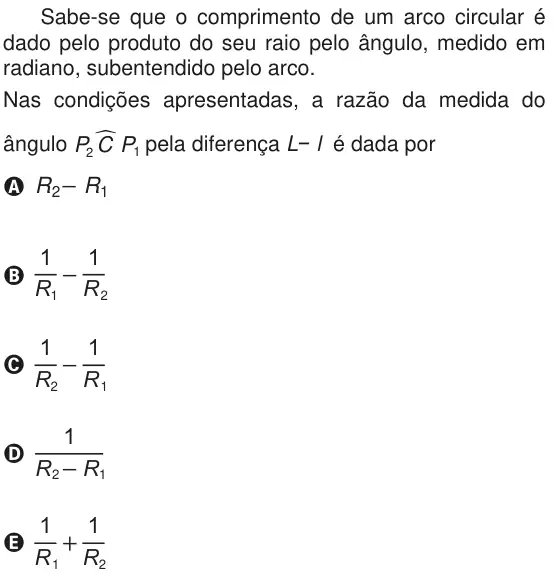 Sabe-se que o comprimento de um arco circular é
dado pelo produto do seu raio pelo ângulo, medido em
radiano, subentendido pelo arco.
Nas condições apresentadas, a razão da medida do
ângulo P₂ĈP₁ pela diferença L– l é dada por
A R₂– R₁
B 1/R₁ – 1/R₂
C 1/R₂ – 1/R₁
D 1/(R₂– R₁)
E 1/R₁ + 1/R₂